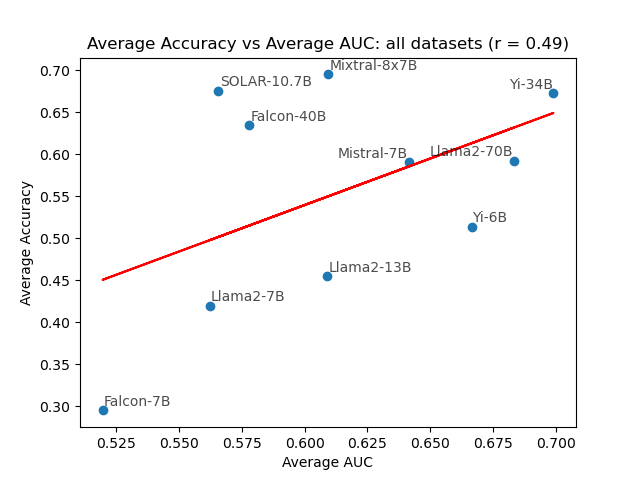 Average Accuracy vs Average AUC: all datasets (r = 0.49)
Mixtral-8x7B
SOLAR-10.7B
Yi-34B
Falcon-40B
Mistral-7B
Llama2-70B
Yi-6B
Llama2-13B
Llama2-7B
Falcon-7B
0.70
0.65
0.60
0.55
0.50
0.45
0.40
0.35
0.30
Average Accuracy
0.525 0.550 0.575 0.600 0.625 0.650 0.675 0.700
Average AUC